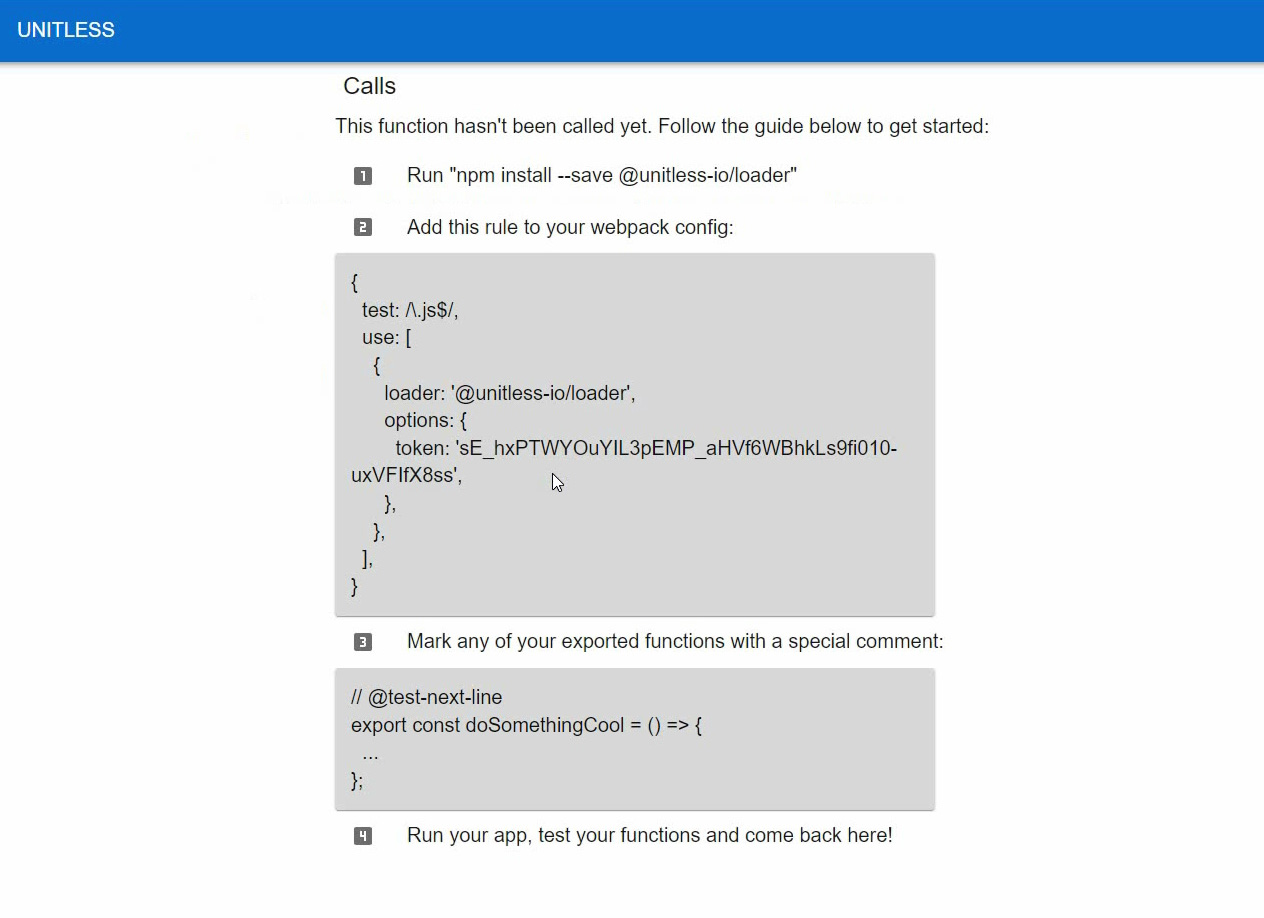 UNITLESS
Calls
This function hasn't been called yet. Follow the guide below to get started:
1 Run "npm install --save @unitless-io/loader"
2 Add this rule to your webpack config:
{
  test: /\.js$/,
  use: [
    {
      loader: '@unitless-io/loader',
      options: {
        token: 'sE_hxPTWYOuYIL3pEMP_aHVf6WBhkLs9fi010-
uxVFIfX8ss',
      },
    },
  ],
}
3 Mark any of your exported functions with a special comment:
// @test-next-line
export const doSomethingCool = () => {
  ...
};
4 Run your app, test your functions and come back here!